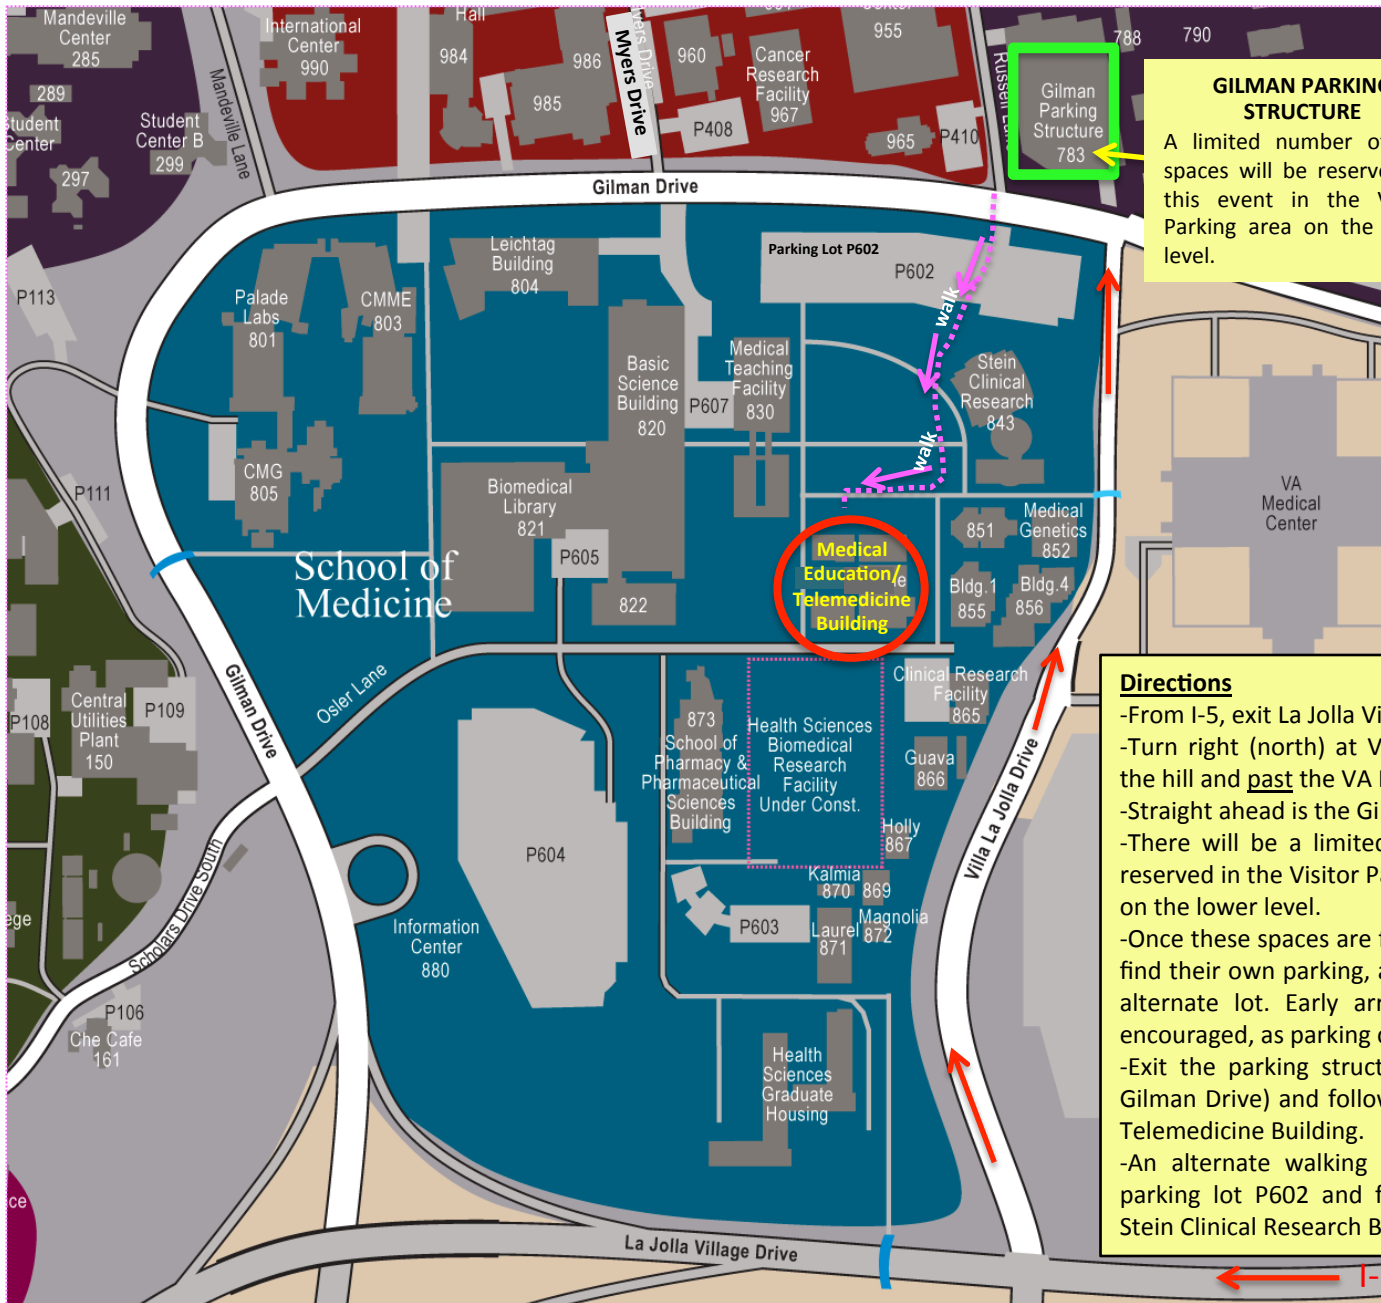 Mandeville
Center
285
International
Center
990
Hall
984
986
985
Myers Drive
Myers Drive
960
Cancer
Research
Facility
967
955
P408
965
P410
Russell
788
790
Gilman
Parking
Structure
783
GILMAN PARKING
STRUCTURE
A limited number of
spaces will be reserve
this event in the V
Parking area on the
level.
289
Student
Center
297
Student
Center B
299
Mandeville Lane
Gilman Drive
P113
P111
Palade
Labs
801
CMME
803
Leichtag
Building
804
Parking Lot P602
P602
walk
walk
Basic
Science
Building
820
P607
Medical
Teaching
Facility
830
Stein
Clinical
Research
843
VA
Medical
Center
CMG
805
Biomedical
Library
821
P605
822
School of
Medicine
Medical
Education/
Telemedicine
Building
851
Medical
Genetics
852
Bldg.1
855
Bldg.4
856
Gilman Drive
Osler Lane
P108
Central
Utilities
Plant
150
P109
873
School of
Pharmacy &
Pharmaceutical
Sciences
Building
Health Sciences
Biomedical
Research
Facility
Under Const.
Clinical Research
Facility
865
Guava
866
Holly
867
Villa La Jolla Drive
P604
Kalmia
870
869
Magnolia
872
Laurel
871
P603
Information
Center
880
Scholars Drive South
ege
P106
Che Cafe
161
Health
Sciences
Graduate
Housing
ce
La Jolla Village Drive
Directions
-From I-5, exit La Jolla Vi
-Turn right (north) at V
the hill and past the VA
-Straight ahead is the Gi
-There will be a limited
reserved in the Visitor Pa
on the lower level.
-Once these spaces are f
find their own parking, a
alternate lot. Early arr
encouraged, as parking
-Exit the parking struct
Gilman Drive) and follow
Telemedicine Building.
-An alternate walking
parking lot P602 and f
Stein Clinical Research B
I-